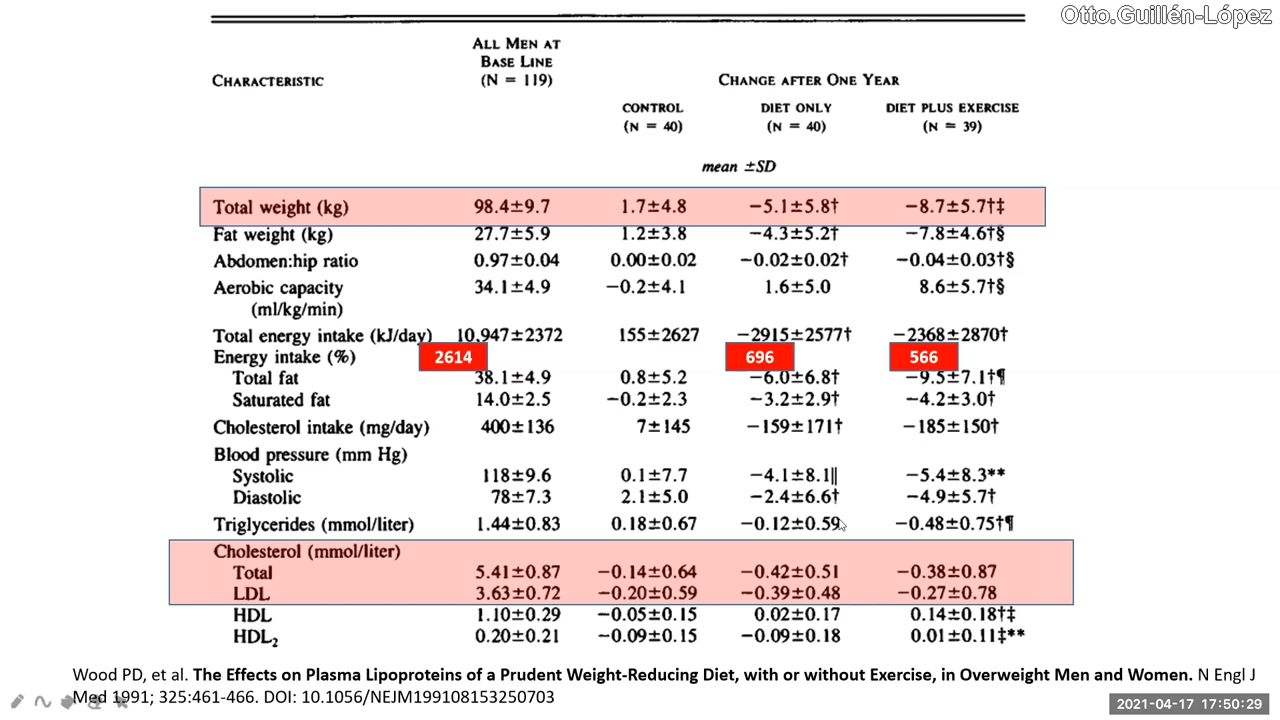 Otto.Guillén-López
ALL MEN AT
BASE LINE
CHARACTERISTIC (N = 119) CHANGE AFTER ONE YEAR
CONTROL DIET ONLY DIET PLUS EXERCISE
(N = 40) (N = 40) (N = 39)
mean ±SD
Total weight (kg) 98.4±9.7 1.7±4.8 −5.1±5.8† −8.7±5.7†‡
Fat weight (kg) 27.7±5.9 1.2±3.8 −4.3±5.2† −7.8±4.6†§
Abdomen:hip ratio 0.97±0.04 0.00±0.02 −0.02±0.02† −0.04±0.03†§
Aerobic capacity 34.1±4.9 −0.2±4.1 1.6±5.0 8.6±5.7†§
(ml/kg/min)
Total energy intake (kJ/day) 10,947±2372 155±2627 −2915±2577† −2368±2870†
Energy intake (%) 2614 696 566
Total fat 38.1±4.9 0.8±5.2 −6.0±6.8† −9.5±7.1†¶
Saturated fat 14.0±2.5 −0.2±2.3 −3.2±2.9† −4.2±3.0†
Cholesterol intake (mg/day) 400±136 7±145 −159±171† −185±150†
Blood pressure (mm Hg)
Systolic 118±9.6 0.1±7.7 −4.1±8.1‖ −5.4±8.3**
Diastolic 78±7.3 2.1±5.0 −2.4±6.6† −4.9±5.7†
Triglycerides (mmol/liter) 1.44±0.83 0.18±0.67 −0.12±0.59 −0.48±0.75†¶
Cholesterol (mmol/liter)
Total 5.41±0.87 −0.14±0.64 −0.42±0.51 −0.38±0.87
LDL 3.63±0.72 −0.20±0.59 −0.39±0.48 −0.27±0.78
HDL 1.10±0.29 −0.05±0.15 0.02±0.17 0.14±0.18†‡
HDL₂ 0.20±0.21 −0.09±0.15 −0.09±0.18 0.01±0.11‡**
Wood PD, et al. The Effects on Plasma Lipoproteins of a Prudent Weight-Reducing Diet, with or without Exercise, in Overweight Men and Women. N Engl J
Med 1991; 325:461-466. DOI: 10.1056/NEJM199108153250703
2021-04-17 17:50:29